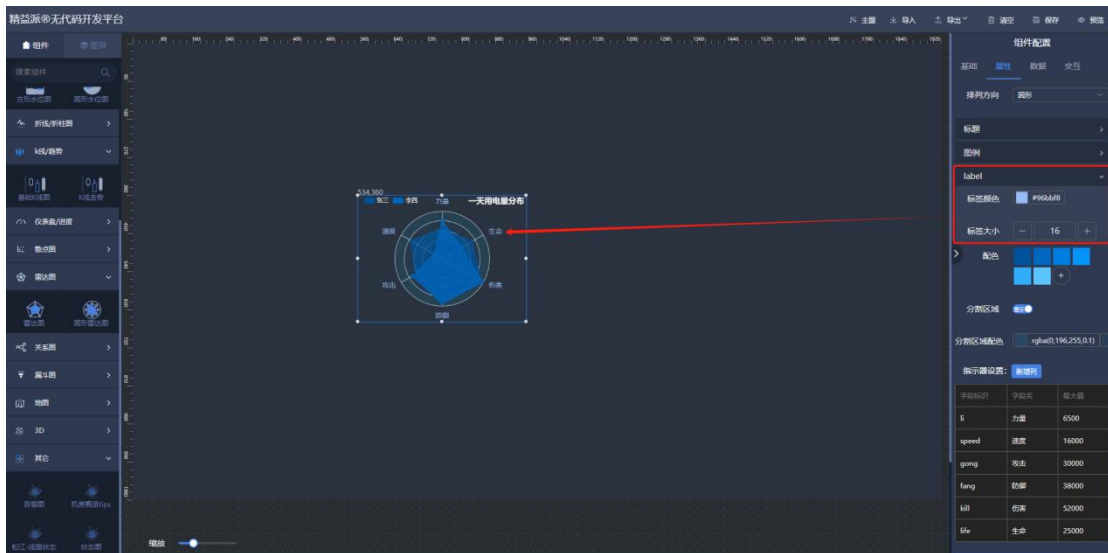 精益派®无代码开发平台
主题 导入 导出 清空 保存 预览
组件 图层
搜索组件
方形水位图 圆形水位图
折线/折柱图
k线/趋势
基础K线图 K线走势
仪表盘/进度
散点图
雷达图
雷达图 圆形雷达图
关系图
漏斗图
地图
3D
其它
机房概览tips
松江-线路状态 状态图
534,360
张三 李四 力量 一天用电量分布
速度 生命
攻击 伤害
防御
缩放
组件配置
基础 属性 数据 交互
排列方向 圆形
标题
图例
label
标签颜色 #96bbf8
标签大小 − 16 +
配色
+
分割区域
分割区域配色 rgba(0,196,255,0.1)
指示器设置: 新增列
字段标识 字段名 最大值
li 力量 6500
speed 速度 16000
gong 攻击 30000
fang 防御 38000
kill 伤害 52000
life 生命 25000